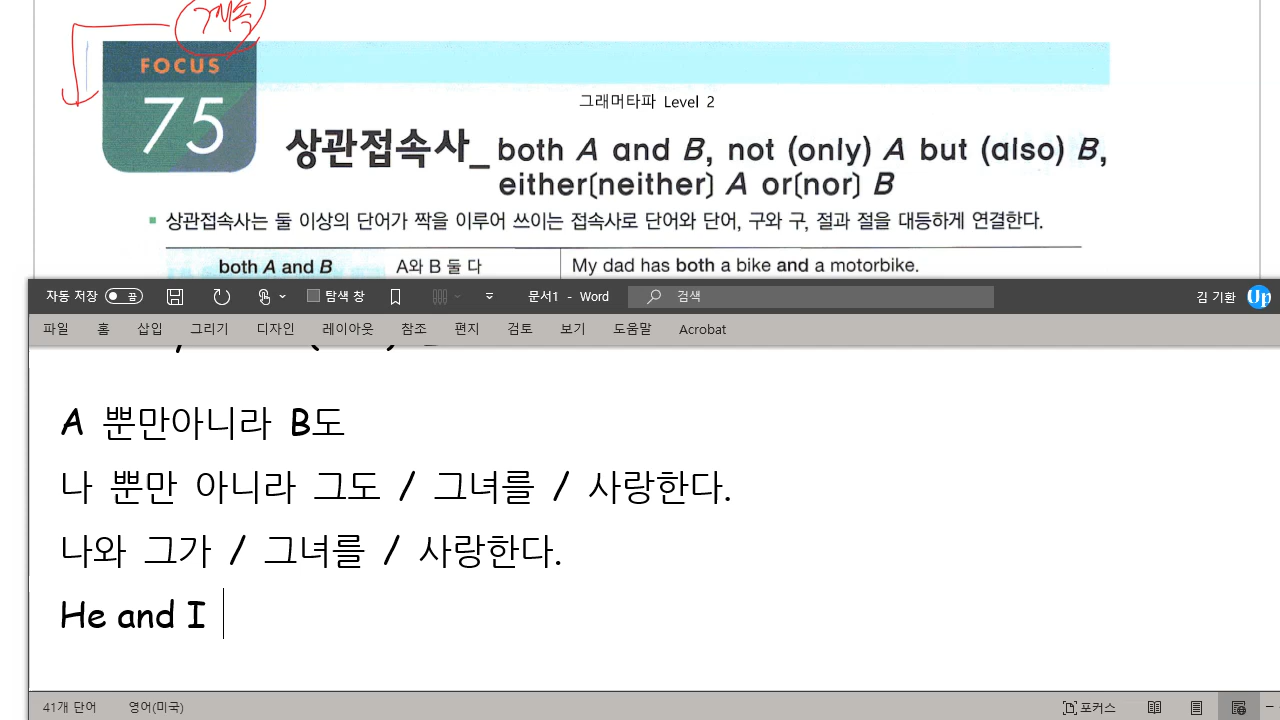 계속
FOCUS
75
그래머타파 Level 2
상관접속사_both A and B, not (only) A but (also) B,
either(neither) A or(nor) B
상관접속사는 둘 이상의 단어가 짝을 이루어 쓰이는 접속사로 단어와 단어, 구와 구, 절과 절을 대등하게 연결한다.
both A and B A와 B 둘 다 My dad has both a bike and a motorbike.
자동 저장 끔 탐색 창 문서1 - Word 검색 김 기환 Up
파일 홈 삽입 그리기 디자인 레이아웃 참조 편지 검토 보기 도움말 Acrobat
A 뿐만아니라 B도
나 뿐만 아니라 그도 / 그녀를 / 사랑한다.
나와 그가 / 그녀를 / 사랑한다.
He and I
41개 단어 영어(미국) 포커스